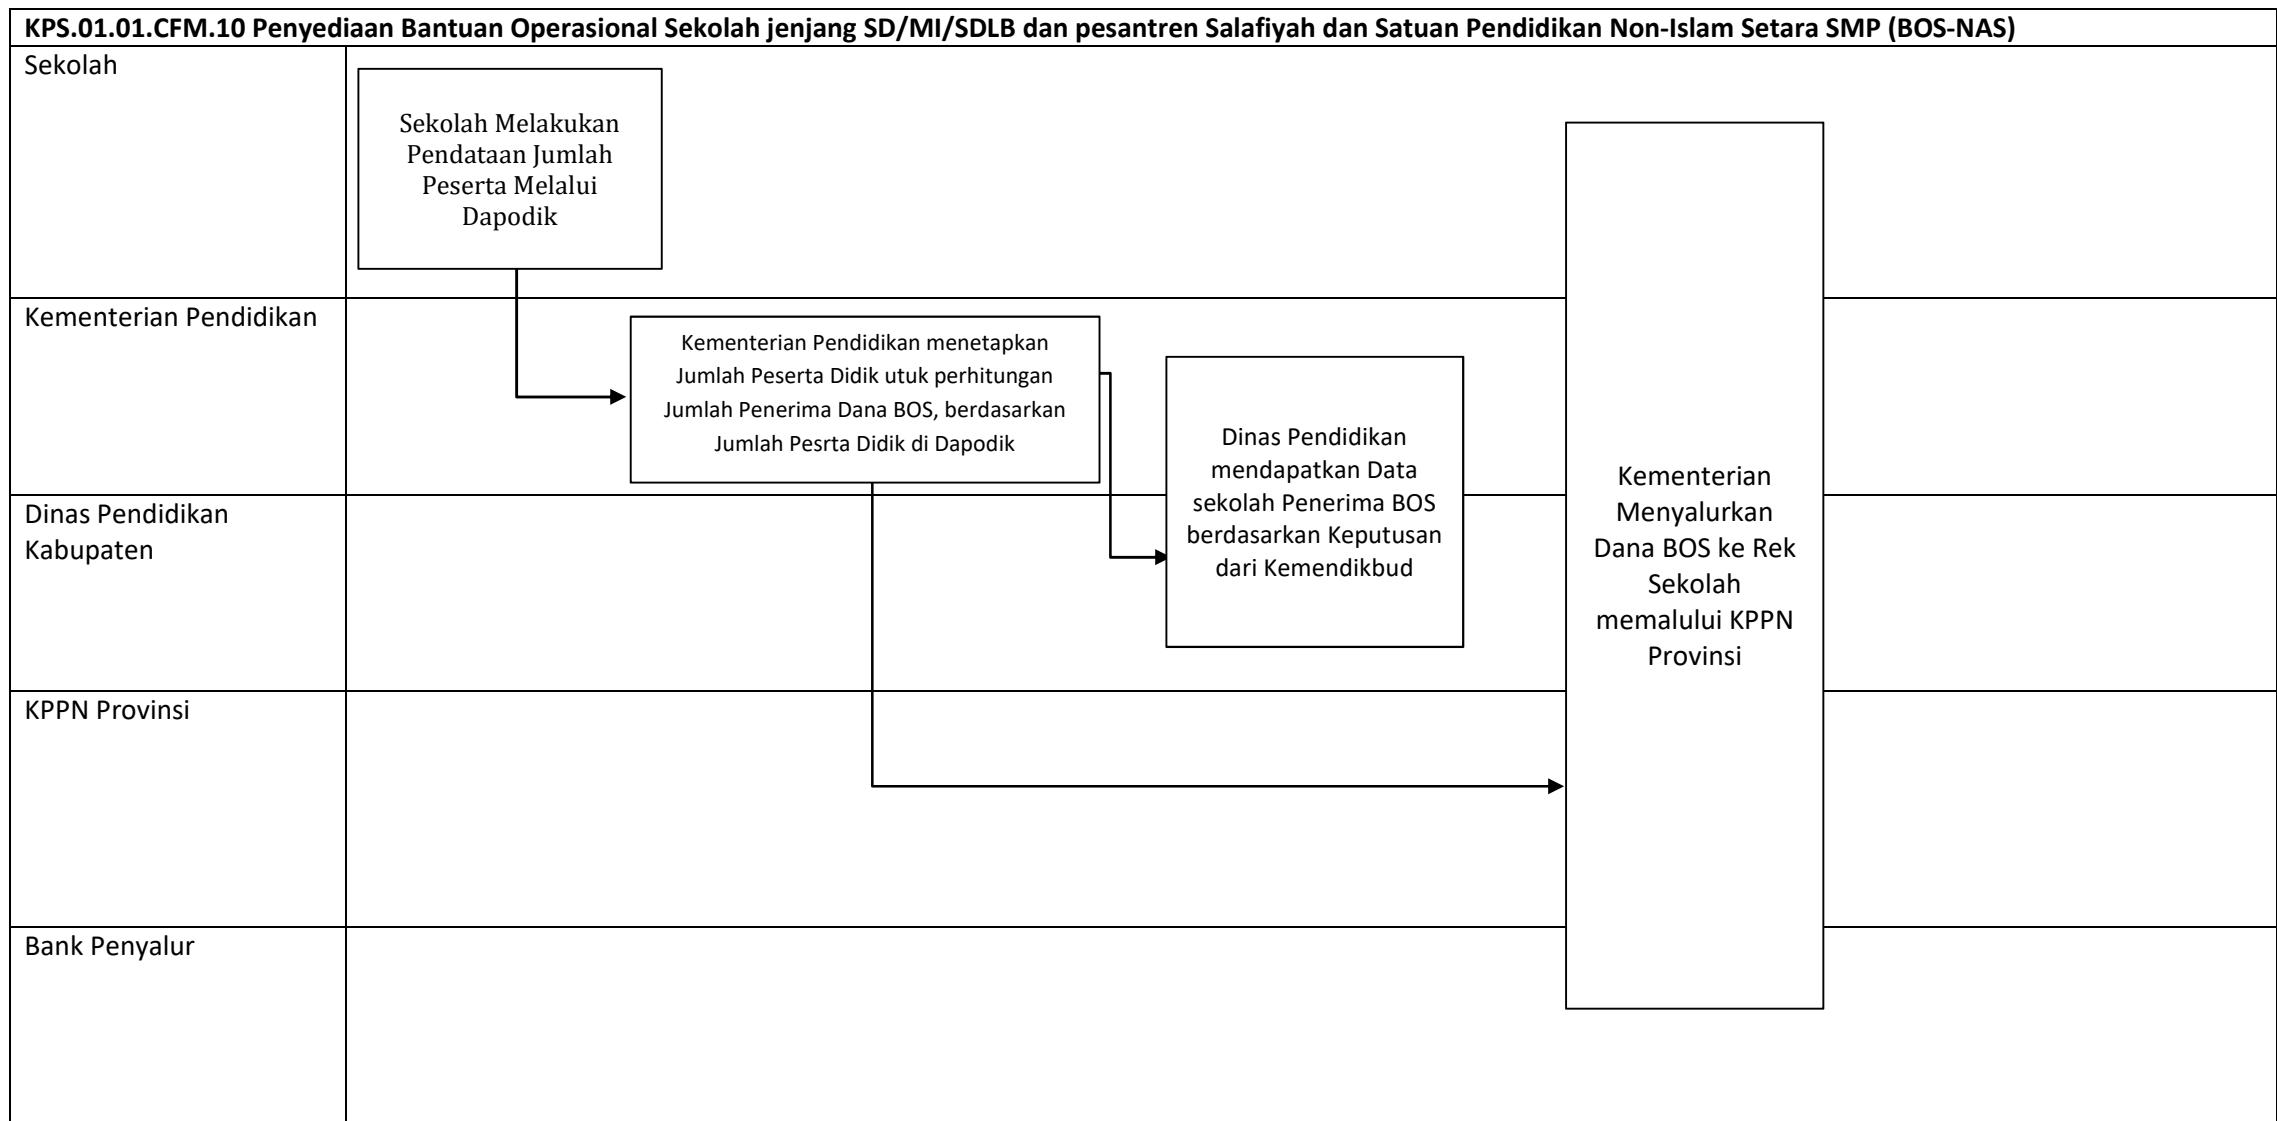 KPS.01.01.CFM.10 Penyediaan Bantuan Operasional Sekolah jenjang SD/MI/SDLB dan pesantren Salafiyah dan Satuan Pendidikan Non-Islam Setara SMP (BOS-NAS)
Sekolah
Sekolah Melakukan
Pendataan Jumlah
Peserta Melalui
Dapodik
Kementerian Pendidikan
Kementerian Pendidikan menetapkan
Jumlah Peserta Didik utuk perhitungan
Jumlah Penerima Dana BOS, berdasarkan
Jumlah Pesrta Didik di Dapodik
Dinas Pendidikan
mendapatkan Data
sekolah Penerima BOS
berdasarkan Keputusan
dari Kemendikbud
Kementerian
Menyalurkan
Dana BOS ke Rek
Sekolah
memalului KPPN
Provinsi
Dinas Pendidikan
Kabupaten
KPPN Provinsi
Bank Penyalur